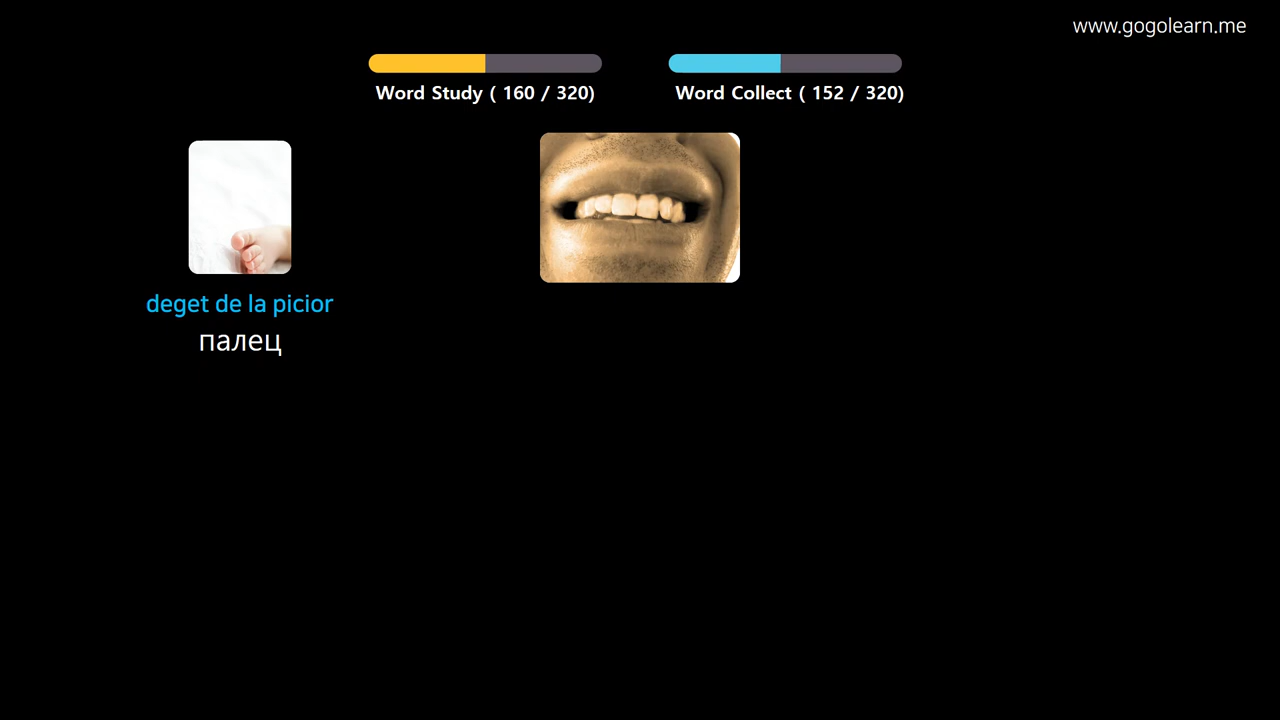 www.gogolearn.me
Word Study ( 160 / 320)
Word Collect ( 152 / 320)
deget de la picior
палец